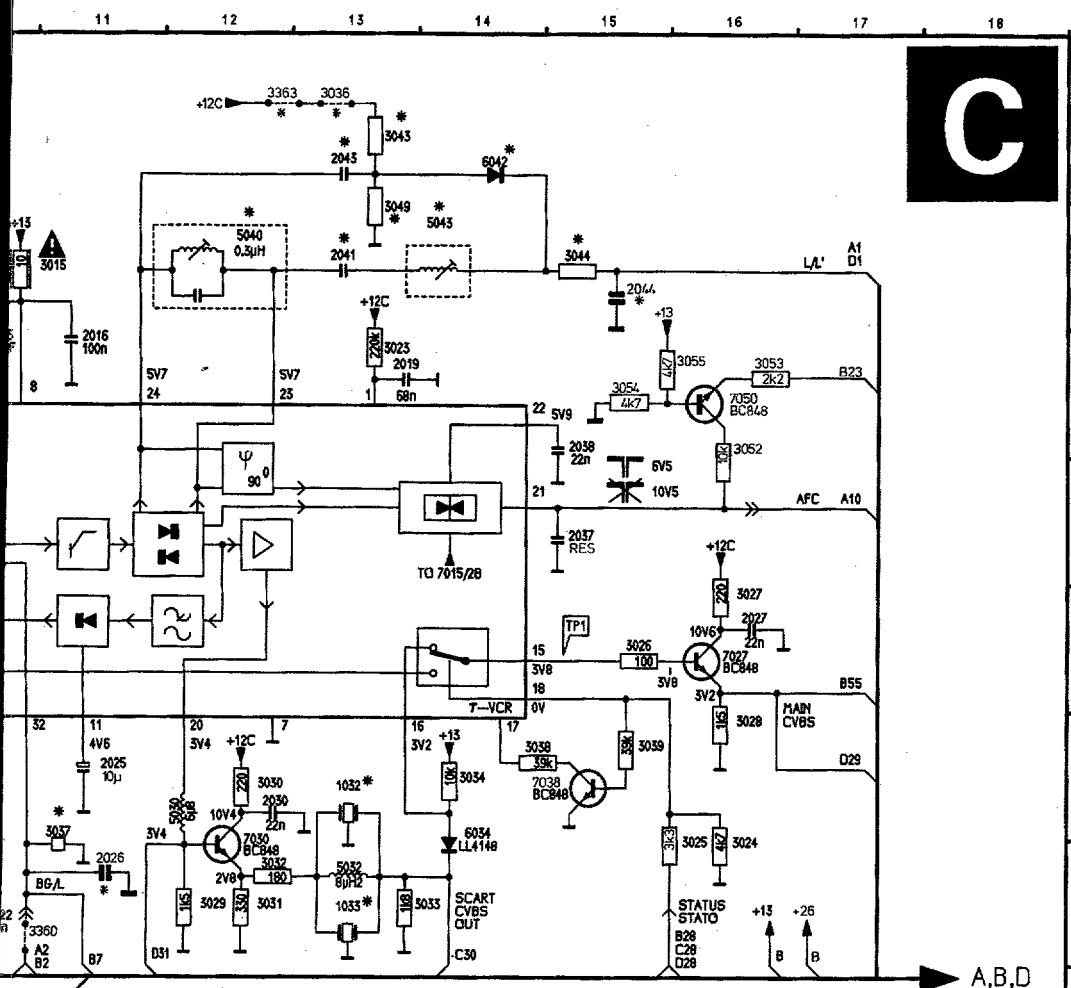 11 12 13 14 15 16 17 18
C
+12C 3363 3036
* *
* 3043
* 2043
6042 *
3049 *
* 5043
* 5040 0.3µH
* 2041
* 3044
L/L'
A1
D1
+13
10
3015
2044 *
+12C
+13
220k 3023
2019
68n
2016
100n
4k7 3055
3053
2k2
B23
3054
4k7
7050
BC848
8
5V7
24
5V7
23
1
22
5V9
2038
22n
10k 3052
φ
90°
6V5
10V5
21
AFC A10
2037
RES
TO 7015/28
+12C
220 3027
TP1
2027
22n
10V6
15
3V8
3026
100
3V8
7027
BC848
18
0V
3V2
B55
τ-VCR
1k5 3028
MAIN
CVBS
32
11
4V6
20
3V4
7
16
3V2
17
+13
+12C
3038
39k
39k 3039
D29
2025
10µ
10k 3034
7038
BC848
220 3030
2030
22n
1032 *
5030
6µ8
10V4
* 3037
3V4
7030
BC848
6034
LL4148
3k3 3025
4k7 3024
2026
*
BG/L
2V8
3032
180
5032
8µH2
1k5 3029
330 3031
1033 *
1k8 3033
SCART
CVBS
OUT
STATUS
STATO
+13 +26
22
3360
A2
B2
B7
D31
C30
B28
C28
D28
B B
A,B,D